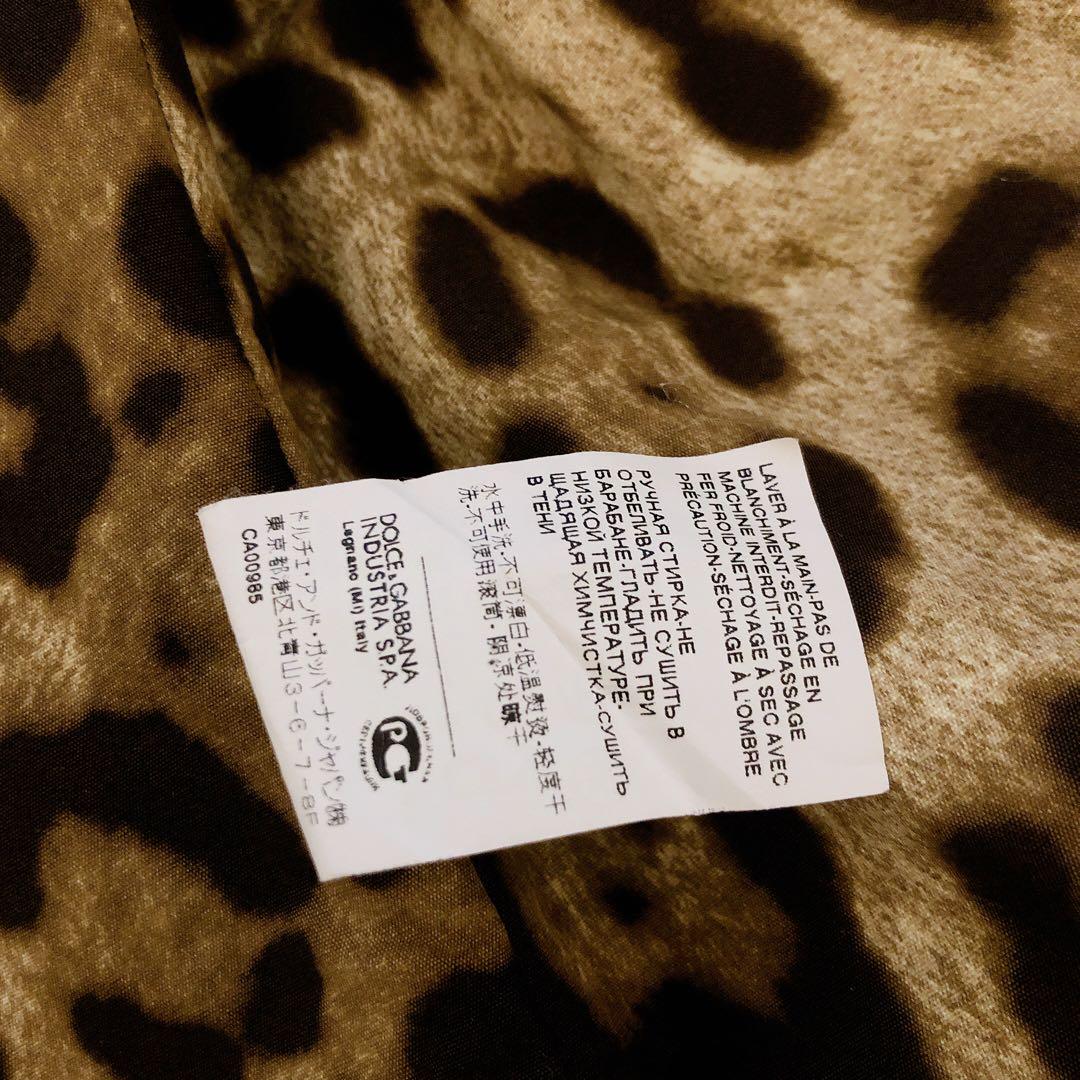 LAVER À LA MAIN-PAS DE
BLANCHIMENT-SÉCHAGE EN
MACHINE INTERDIT-REPASSAGE
FER FROID-NETTOYAGE À SEC AVEC
PRÉCAUTION-SÉCHAGE À L'OMBRE
РУЧНАЯ СТИРКА,НЕ
ОТБЕЛИВАТЬ-НЕ СУШИТЬ В
БАРАБАНЕ-ГЛАДИТЬ ПРИ
НИЗКОЙ ТЕМПЕРАТУРЕ-
ЩАДЯЩАЯ ХИМЧИСТКА-СУШИТЬ
В ТЕНИ
水中手洗-不可漂白-低温熨烫-轻度干
洗-不可使用滚筒-阴凉处晾干
DOLCE & GABBANA
INDUSTRIA S.P.A.
Legnano (MI) Italy
РСТ
ドルチェ・アンド・ガッバーナ・ジャパン(株)
東京都港区北青山3-6-7-8F
CA00985